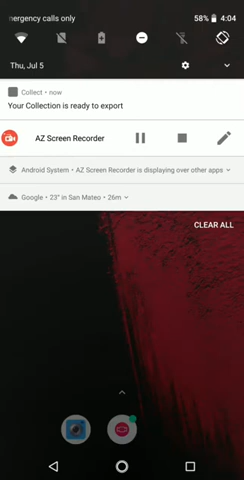 mergency calls only 58% 4:04
Thu, Jul 5
Collect • now
Your Collection is ready to export
AZ Screen Recorder
Android System • AZ Screen Recorder is displaying over other apps
Google • 23° in San Mateo • 26m
CLEAR ALL